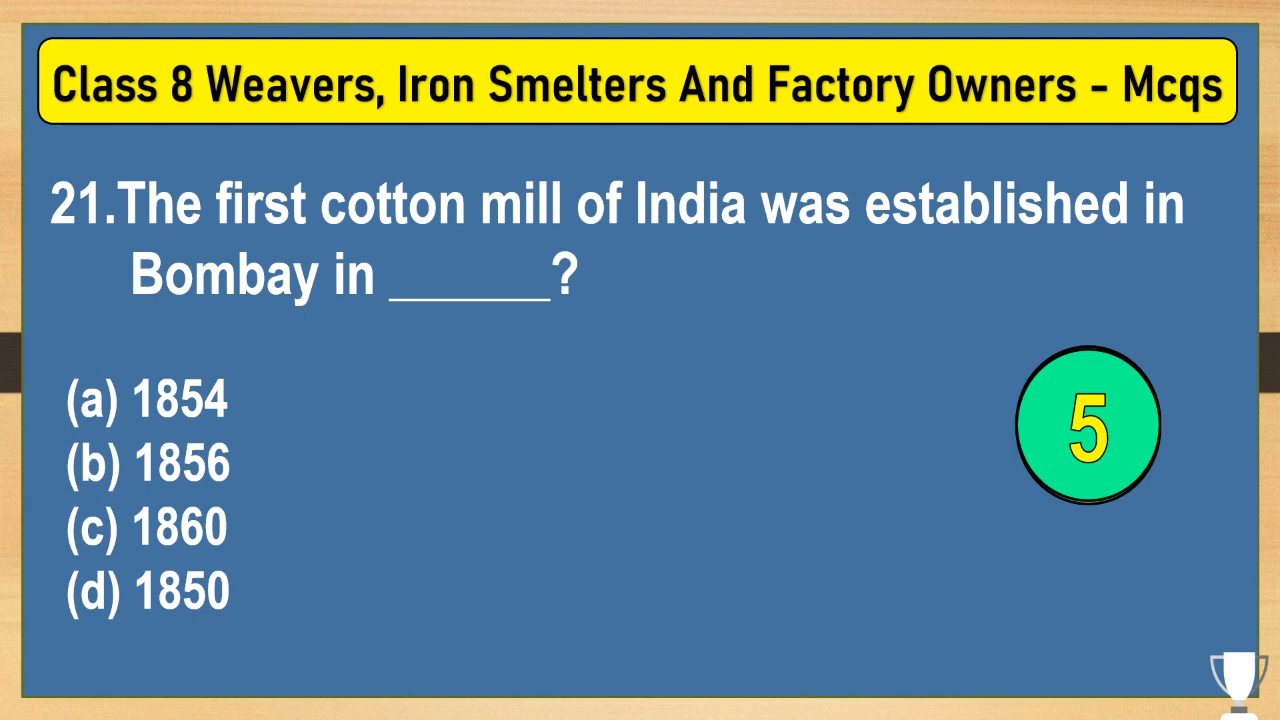 Class 8 Weavers, Iron Smelters And Factory Owners - Mcqs
21.The first cotton mill of India was established in
Bombay in ______?
(a) 1854
(b) 1856
(c) 1860
(d) 1850
5